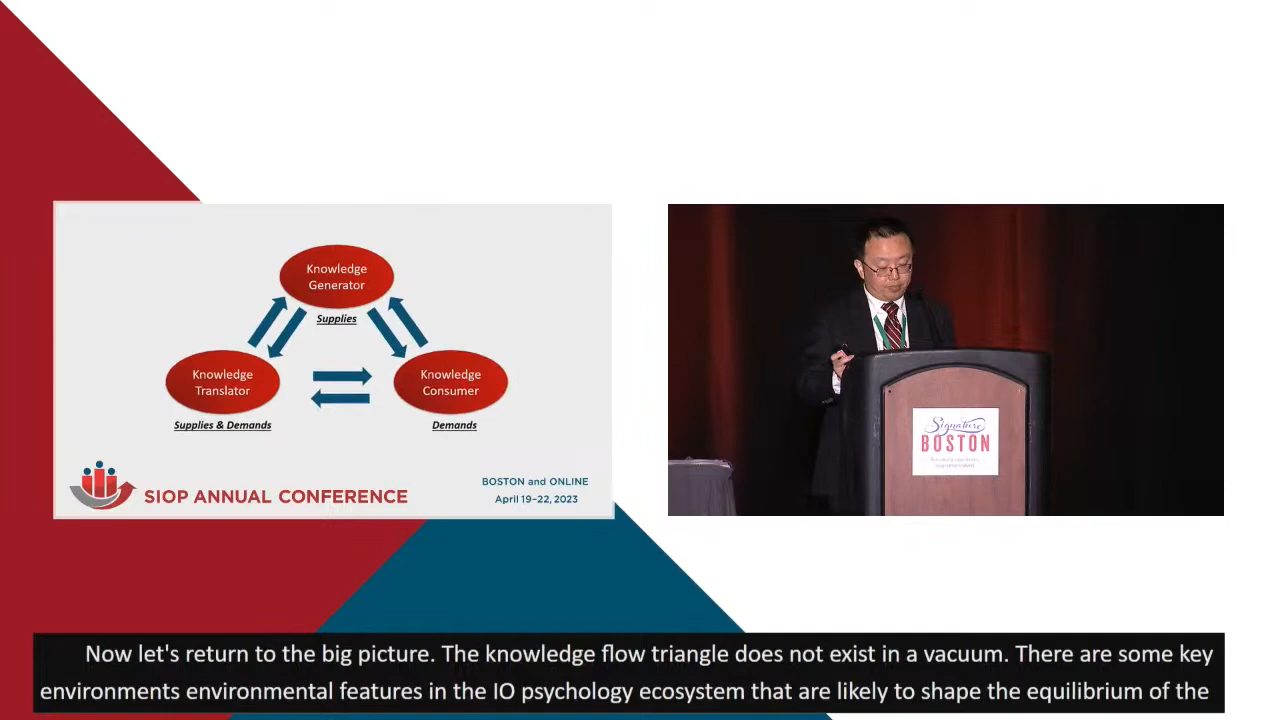 Knowledge
Generator
Supplies
Knowledge
Translator
Supplies & Demands
Knowledge
Consumer
Demands
SIOP ANNUAL CONFERENCE
BOSTON and ONLINE
April 19–22, 2023
Signature
BOSTON
Now let's return to the big picture. The knowledge flow triangle does not exist in a vacuum. There are some key
environments environmental features in the IO psychology ecosystem that are likely to shape the equilibrium of the